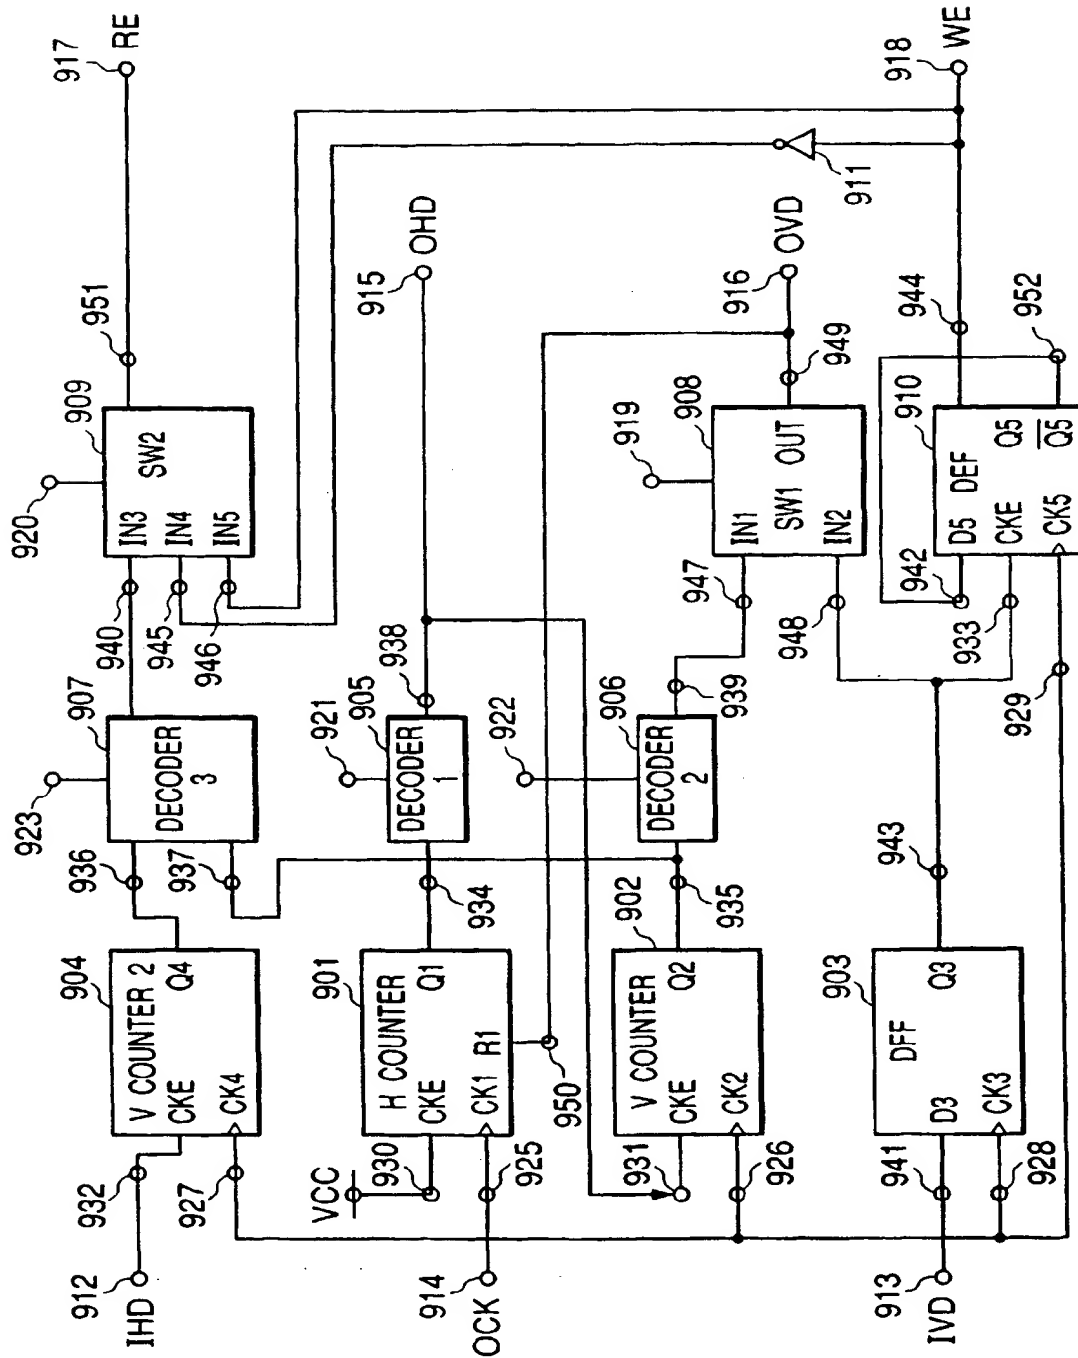 912
IHD
932
927
904
V COUNTER 2
CKE
Q4
CK4
936
937
923
907
DECODER
3
940
945
946
920
909
IN3
SW2
IN4
IN5
951
917
RE
VCC
930
914
OCK
925
901
H COUNTER
CKE
Q1
CK1
R1
950
934
921
905
DECODER
1
938
915
OHD
931
926
902
V COUNTER
CKE
Q2
CK2
935
922
906
DECODER
2
939
947
948
919
908
IN1
SW1
OUT
IN2
949
916
OVD
911
913
IVD
941
928
903
DFF
D3
Q3
CK3
943
942
933
929
910
D5
DEF
CKE
Q5
Q5
CK5
944
952
918
WE